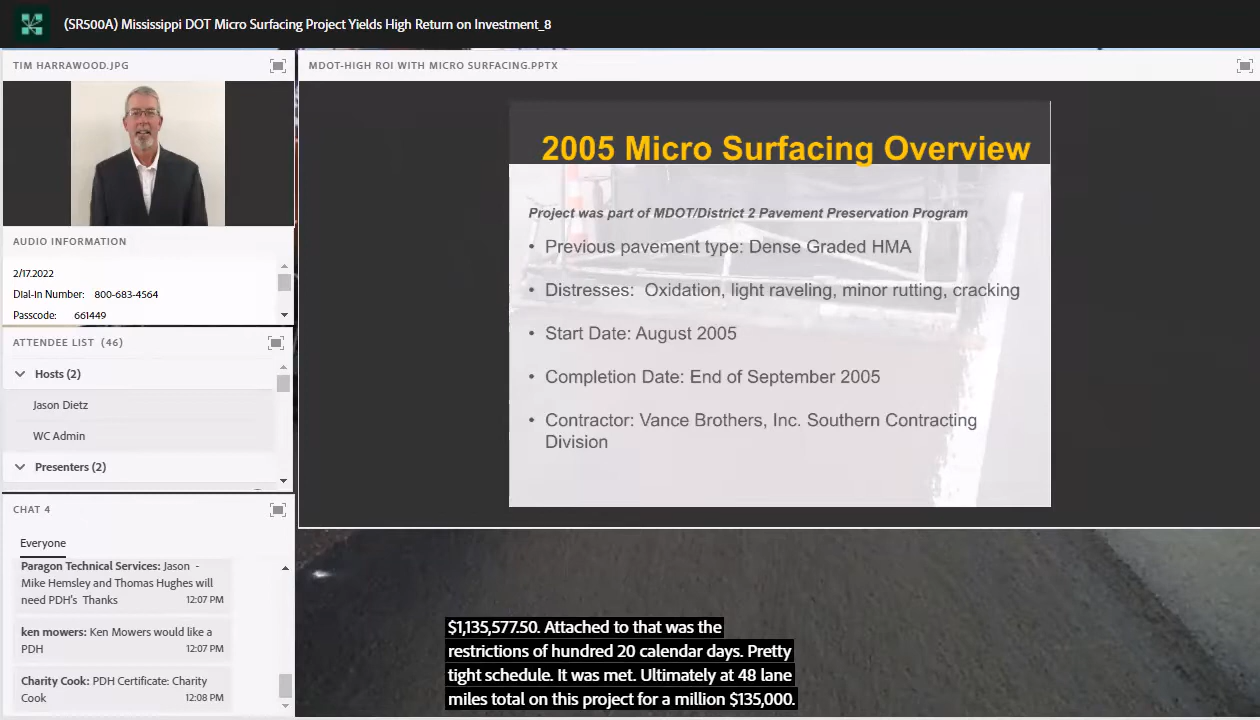 (SR500A) Mississippi DOT Micro Surfacing Project Yields High Return on Investment_8
TIM HARRAWOOD.JPG
AUDIO INFORMATION
2/17.2022
Dial-In Number: 800-683-4564
Passcode: 661449
ATTENDEE LIST (46)
Hosts (2)
Jason Dietz
WC Admin
Presenters (2)
CHAT 4
Everyone
Paragon Technical Services: Jason -
Mike Hemsley and Thomas Hughes will
need PDH's Thanks 12:07 PM
ken mowers: Ken Mowers would like a
PDH 12:07 PM
Charity Cook: PDH Certificate: Charity
Cook 12:08 PM
MDOT-HIGH ROI WITH MICRO SURFACING.PPTX
2005 Micro Surfacing Overview
Project was part of MDOT/District 2 Pavement Preservation Program
• Previous pavement type: Dense Graded HMA
• Distresses: Oxidation, light raveling, minor rutting, cracking
• Start Date: August 2005
• Completion Date: End of September 2005
• Contractor: Vance Brothers, Inc. Southern Contracting
Division
$1,135,577.50. Attached to that was the
restrictions of hundred 20 calendar days. Pretty
tight schedule. It was met. Ultimately at 48 lane
miles total on this project for a million $135,000.